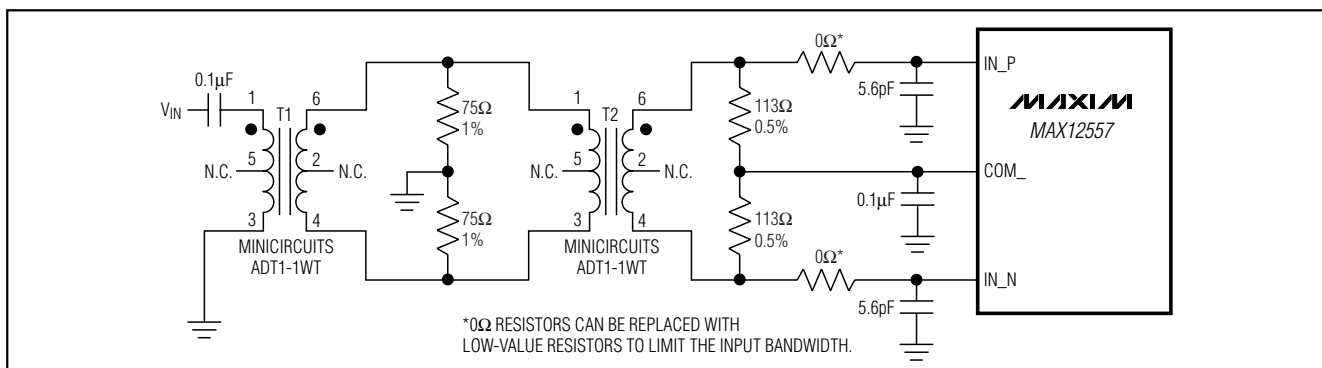 0.1µF
V_IN
1
T1
6
5
N.C.
2
N.C.
3
4
MINICIRCUITS
ADT1-1WT
75Ω
1%
75Ω
1%
1
T2
6
5
N.C.
2
N.C.
3
4
MINICIRCUITS
ADT1-1WT
0Ω*
113Ω
0.5%
113Ω
0.5%
0Ω*
5.6pF
0.1µF
5.6pF
IN_P
MAXIM
MAX12557
COM_
IN_N
*0Ω RESISTORS CAN BE REPLACED WITH
LOW-VALUE RESISTORS TO LIMIT THE INPUT BANDWIDTH.